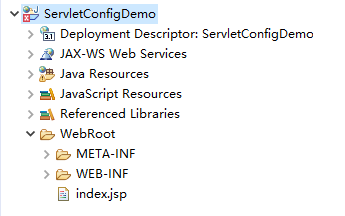 ServletConfigDemo
Deployment Descriptor: ServletConfigDemo
JAX-WS Web Services
Java Resources
JavaScript Resources
Referenced Libraries
WebRoot
META-INF
WEB-INF
index.jsp